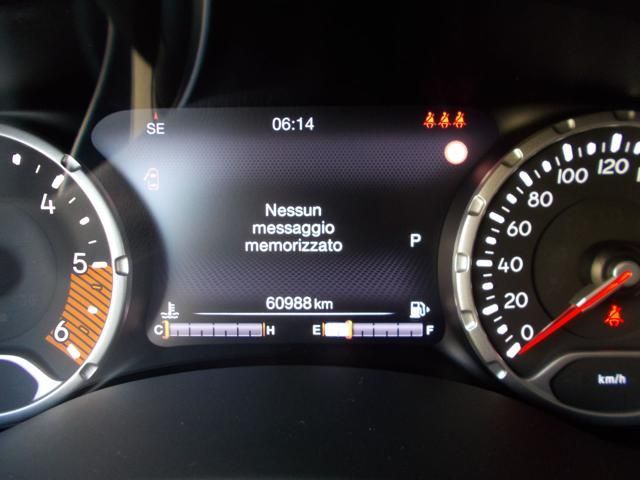 SE
06:14
Nessun
messaggio
memorizzato
P
60988 km
C H E F
4
5
6
0
20
40
60
80
100
120
km/h